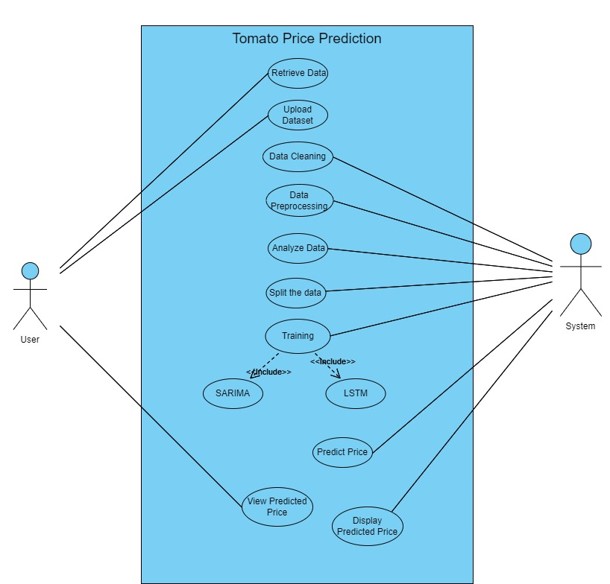 Tomato Price Prediction
Retrieve Data
Upload
Dataset
Data Cleaning
Data
Preprocessing
Analyze Data
Split the data
Training
<<Include>>
<<Include>>
SARIMA
LSTM
Predict Price
View Predicted
Price
Display
Predicted Price
User
System